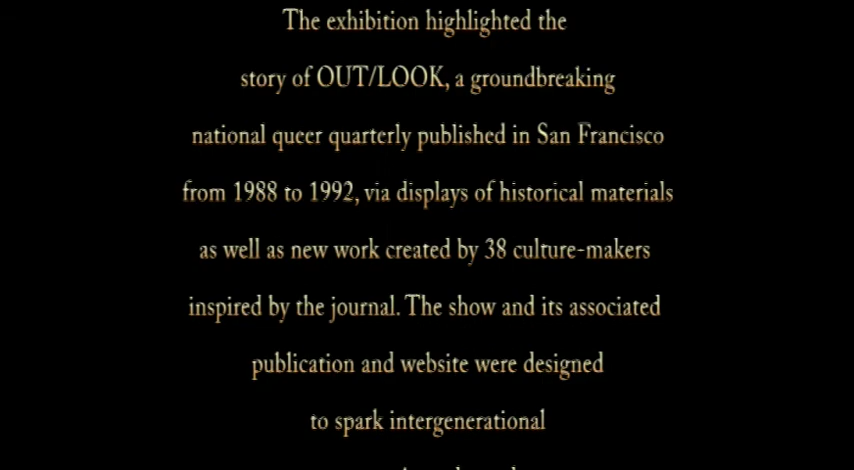 The exhibition highlighted the
story of OUT/LOOK, a groundbreaking
national queer quarterly published in San Francisco
from 1988 to 1992, via displays of historical materials
as well as new work created by 38 culture-makers
inspired by the journal. The show and its associated
publication and website were designed
to spark intergenerational